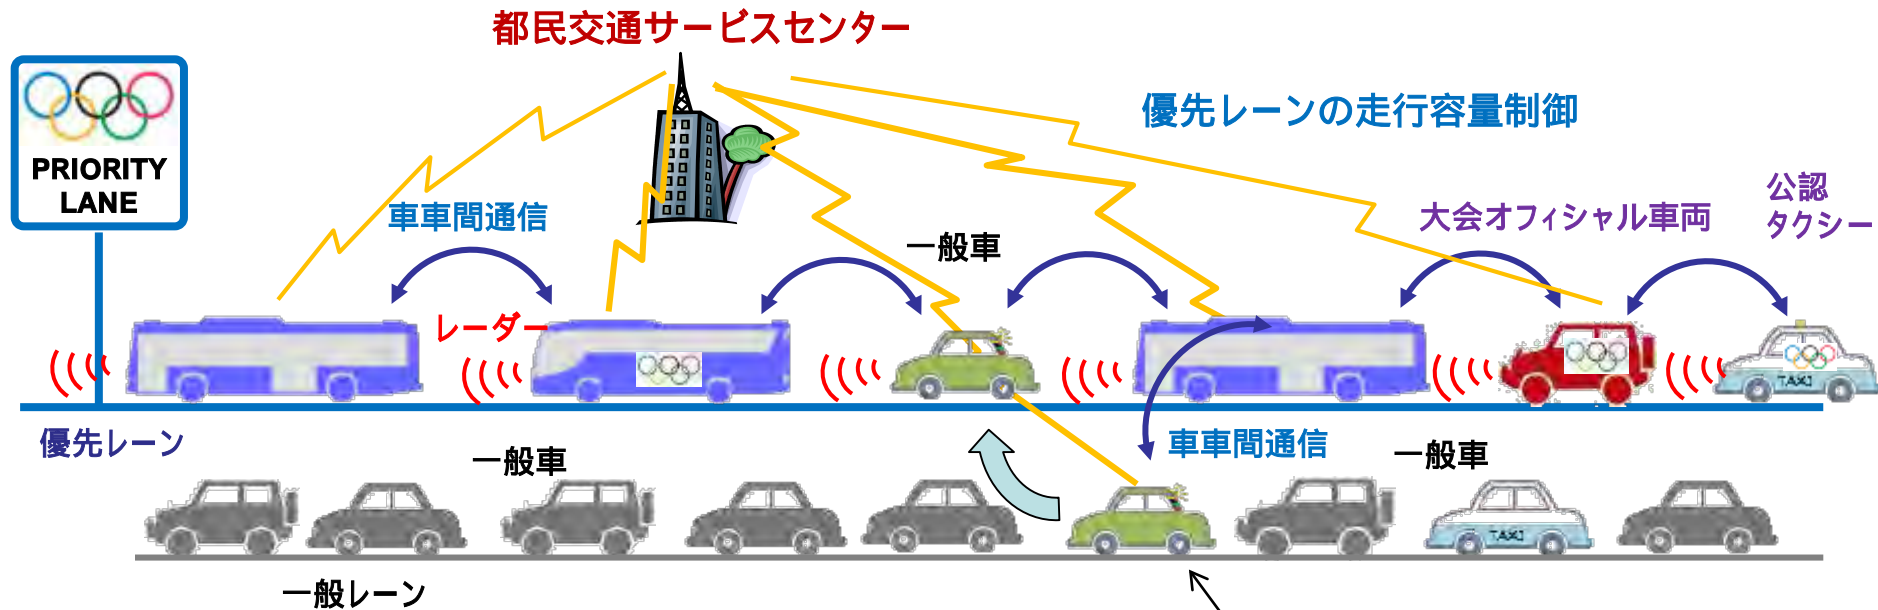 都民交通サービスセンター
PRIORITY
LANE
優先レーンの走行容量制御
車車間通信
一般車
大会オフィシャル車両
公認
タクシー
レーダー
TAXI
優先レーン
一般車
車車間通信
一般車
TAXI
一般レーン